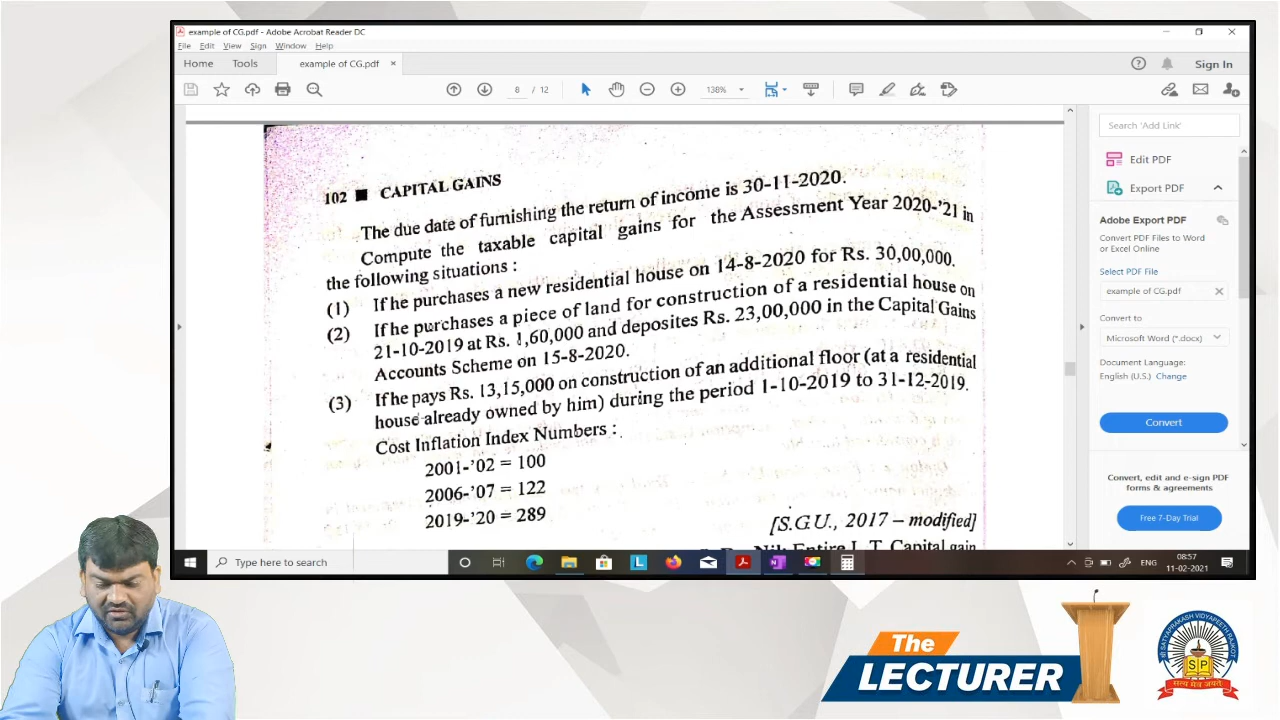 example of CG.pdf - Adobe Acrobat Reader DC
File Edit View Sign Window Help
Home Tools example of CG.pdf × Sign In
8 / 12 138%
102 ■ CAPITAL GAINS
The due date of furnishing the return of income is 30-11-2020.
Compute the taxable capital gains for the Assessment Year 2020-'21 in
the following situations :
(1) If he purchases a new residential house on 14-8-2020 for Rs. 30,00,000.
(2) If he purchases a piece of land for construction of a residential house on
21-10-2019 at Rs. 1,60,000 and deposites Rs. 23,00,000 in the Capital Gains
Accounts Scheme on 15-8-2020.
(3) If he pays Rs. 13,15,000 on construction of an additional floor (at a residential
house already owned by him) during the period 1-10-2019 to 31-12-2019.
Cost Inflation Index Numbers :
2001-'02 = 100
2006-'07 = 122
2019-'20 = 289
[S.G.U., 2017 – modified]
Nil; Entire L. T. Capital gain
Search 'Add Link'
Edit PDF
Export PDF
Adobe Export PDF
Convert PDF Files to Word
or Excel Online
Select PDF File
example of CG.pdf ×
Convert to
Microsoft Word (*.docx)
Document Language:
English (U.S.) Change
Convert
Convert, edit and e-sign PDF
forms & agreements
Free 7-Day Trial
Type here to search
ENG
08:57
11-02-2021
The
LECTURER
SP
सत्य मेव जयते